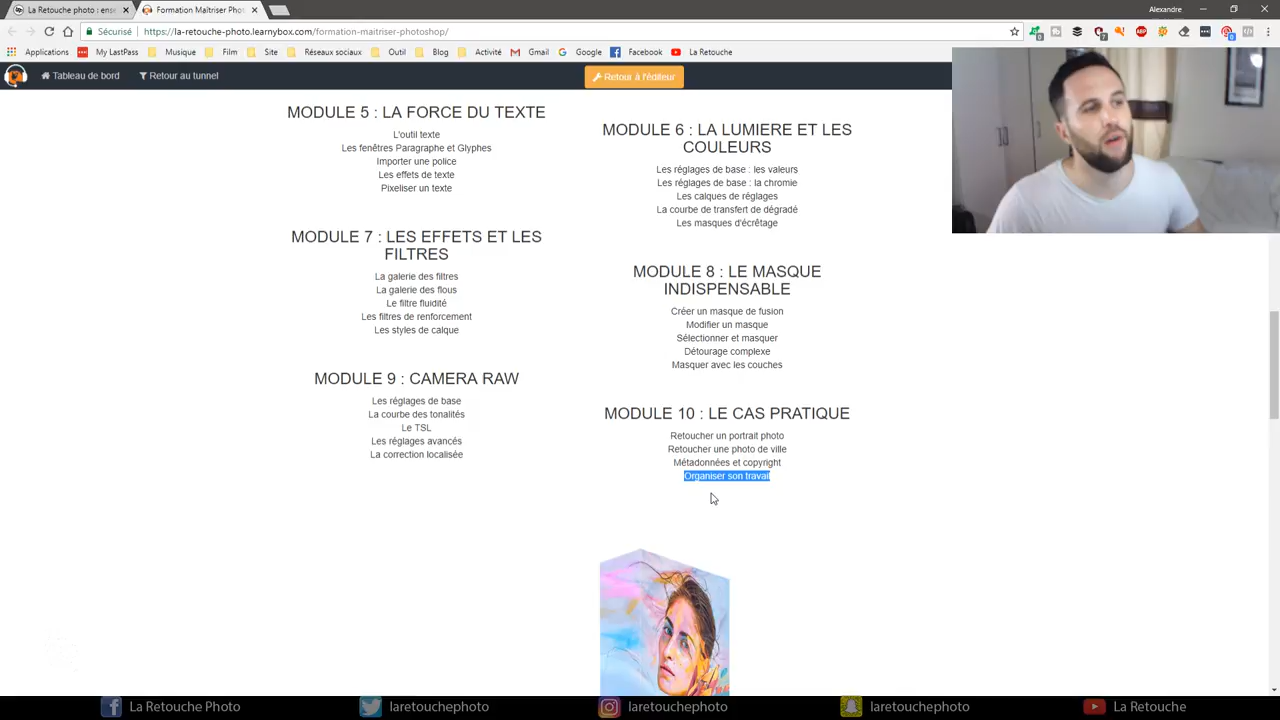 La Retouche photo : ens
Formation Maîtriser Pho
Alexandre
Sécurisé
https://la-retouche-photo.learnybox.com/formation-maitriser-photoshop/
Applications
My LastPass
Musique
Film
Site
Réseaux sociaux
Outil
Blog
Activité
Gmail
Google
Facebook
La Retouche
Tableau de bord
Retour au tunnel
Retour à l'éditeur
MODULE 5 : LA FORCE DU TEXTE
L'outil texte
Les fenêtres Paragraphe et Glyphes
Importer une police
Les effets de texte
Pixeliser un texte
MODULE 6 : LA LUMIERE ET LES
COULEURS
Les réglages de base : les valeurs
Les réglages de base : la chromie
Les calques de réglages
La courbe de transfert de dégradé
Les masques d'écrêtage
MODULE 7 : LES EFFETS ET LES
FILTRES
La galerie des filtres
La galerie des flous
Le filtre fluidité
Les filtres de renforcement
Les styles de calque
MODULE 8 : LE MASQUE
INDISPENSABLE
Créer un masque de fusion
Modifier un masque
Sélectionner et masquer
Détourage complexe
Masquer avec les couches
MODULE 9 : CAMERA RAW
Les réglages de base
La courbe des tonalités
Le TSL
Les réglages avancés
La correction localisée
MODULE 10 : LE CAS PRATIQUE
Retoucher un portrait photo
Retoucher une photo de ville
Métadonnées et copyright
Organiser son travail
La Retouche Photo
laretouchephoto
laretouchephoto
laretouchephoto
La Retouche